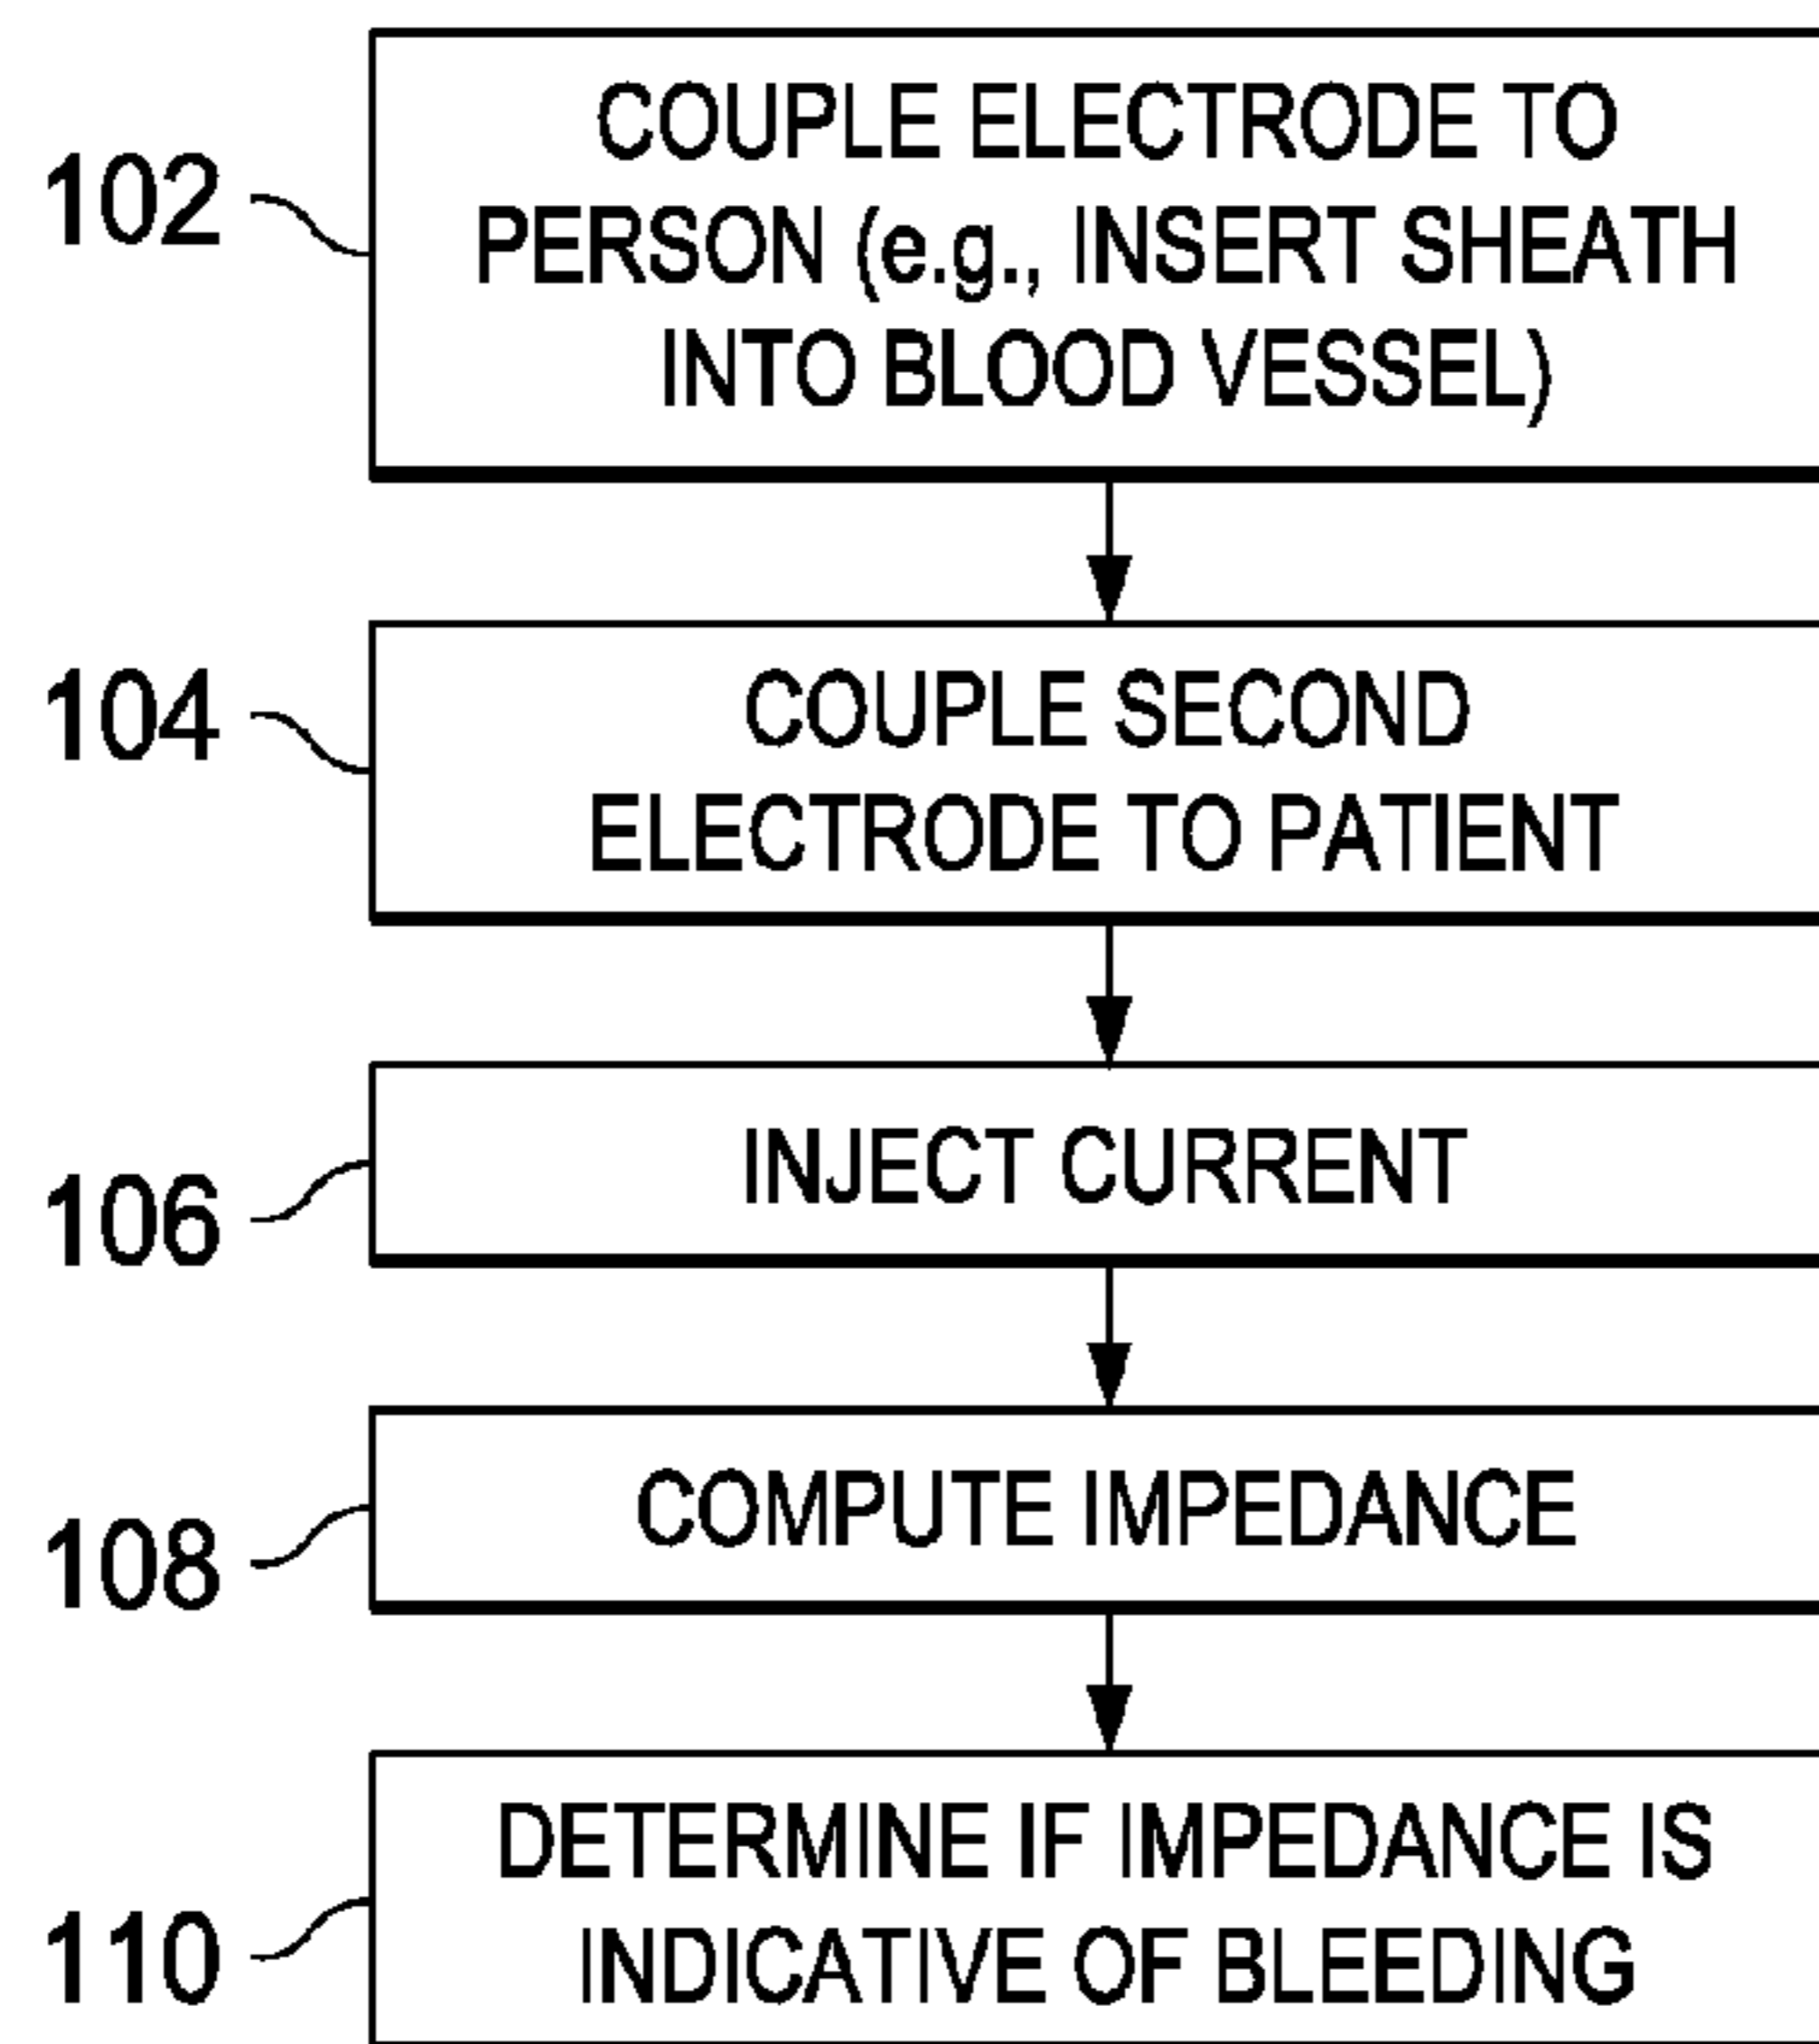 102
COUPLE ELECTRODE TO
PERSON (e.g., INSERT SHEATH
INTO BLOOD VESSEL)
104
COUPLE SECOND
ELECTRODE TO PATIENT
106
INJECT CURRENT
108
COMPUTE IMPEDANCE
110
DETERMINE IF IMPEDANCE IS
INDICATIVE OF BLEEDING